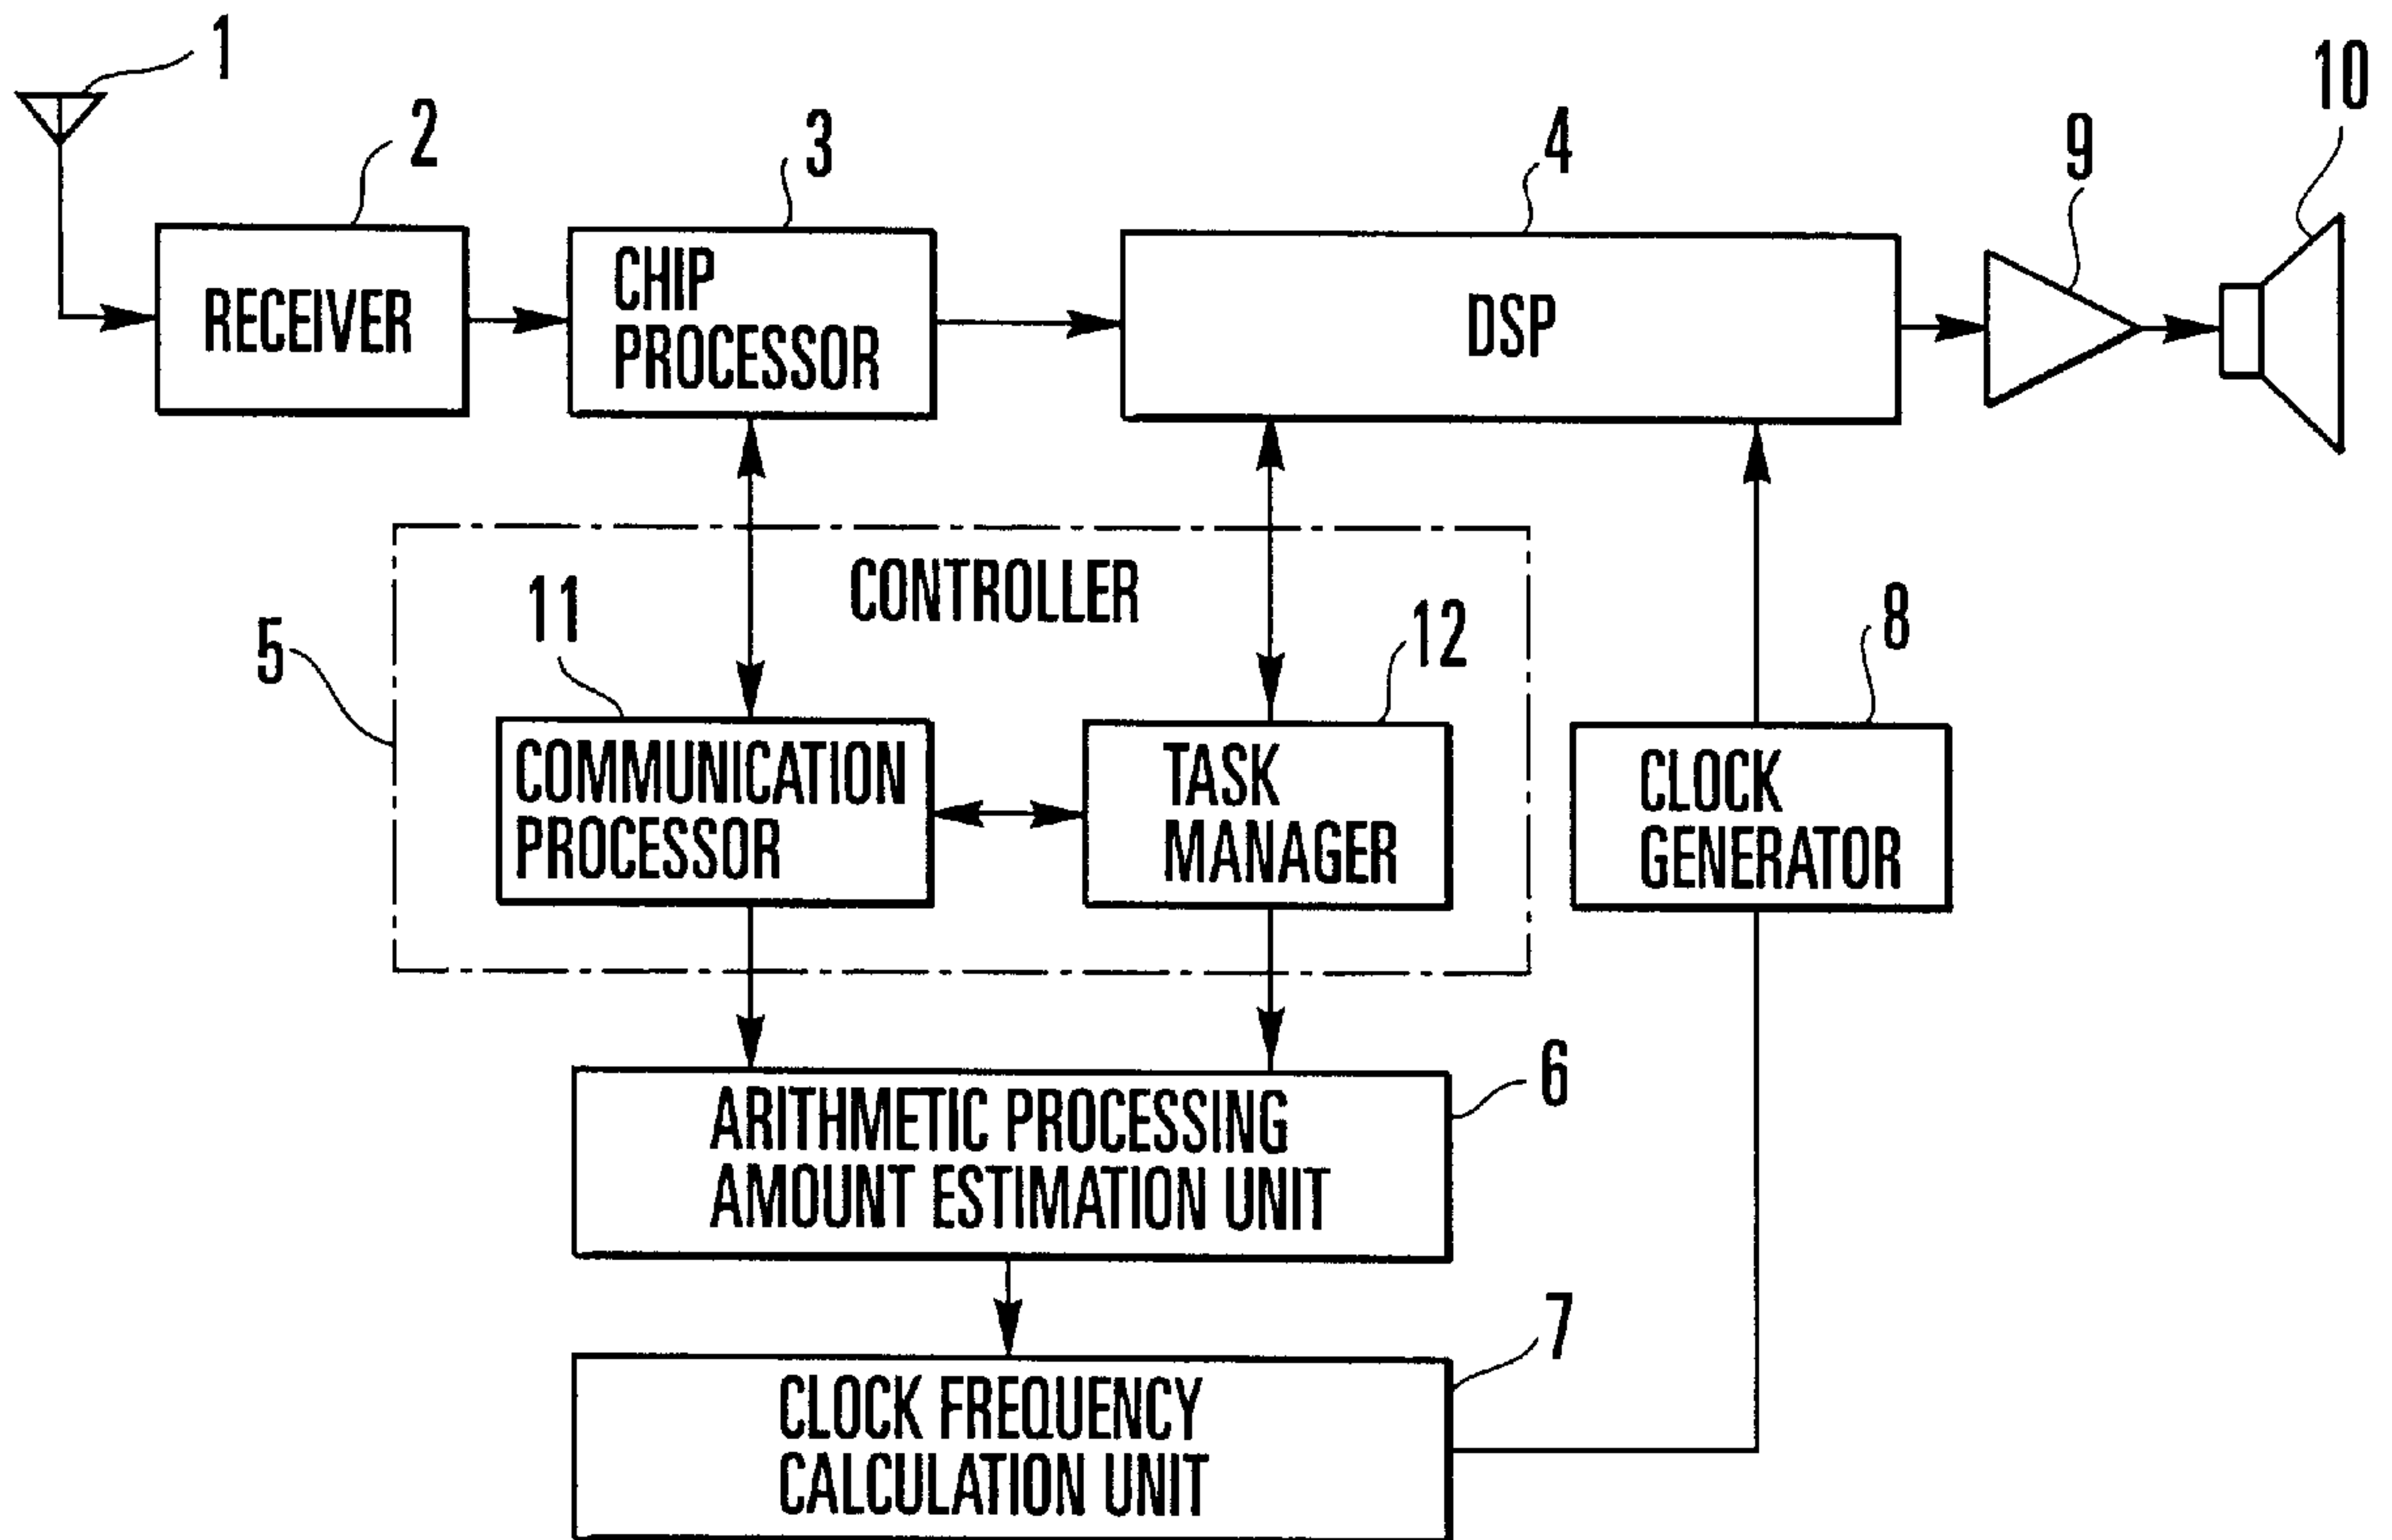 1
2
3
4
9
10
RECEIVER
CHIP
PROCESSOR
DSP
CONTROLLER
5
11
12
8
COMMUNICATION
PROCESSOR
TASK
MANAGER
CLOCK
GENERATOR
6
ARITHMETIC PROCESSING
AMOUNT ESTIMATION UNIT
7
CLOCK FREQUENCY
CALCULATION UNIT